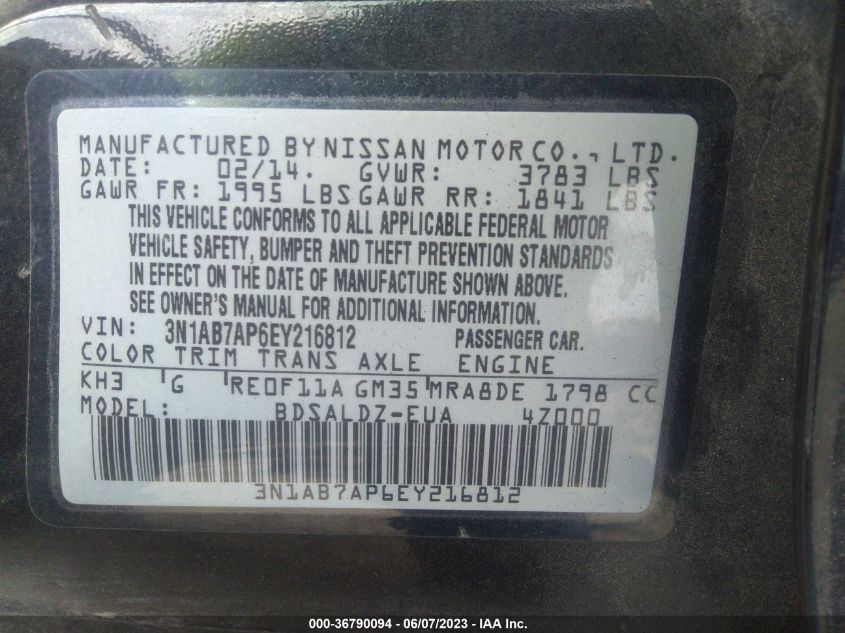 MANUFACTURED BY NISSAN MOTOR CO., LTD.
DATE: 02/14. GVWR: 3783 LBS
GAWR FR: 1995 LBS GAWR RR: 1841 LBS
THIS VEHICLE CONFORMS TO ALL APPLICABLE FEDERAL MOTOR
VEHICLE SAFETY, BUMPER AND THEFT PREVENTION STANDARDS
IN EFFECT ON THE DATE OF MANUFACTURE SHOWN ABOVE.
SEE OWNER'S MANUAL FOR ADDITIONAL INFORMATION.
VIN: 3N1AB7AP6EY216812 PASSENGER CAR.
COLOR TRIM TRANS AXLE ENGINE
KH3 G RE0F11A GM35 MRA8DE 1798 CC
MODEL: BDSALDZ-EUA 4Z000
3N1AB7AP6EY216812
000-36790094 - 06/07/2023 - IAA Inc.